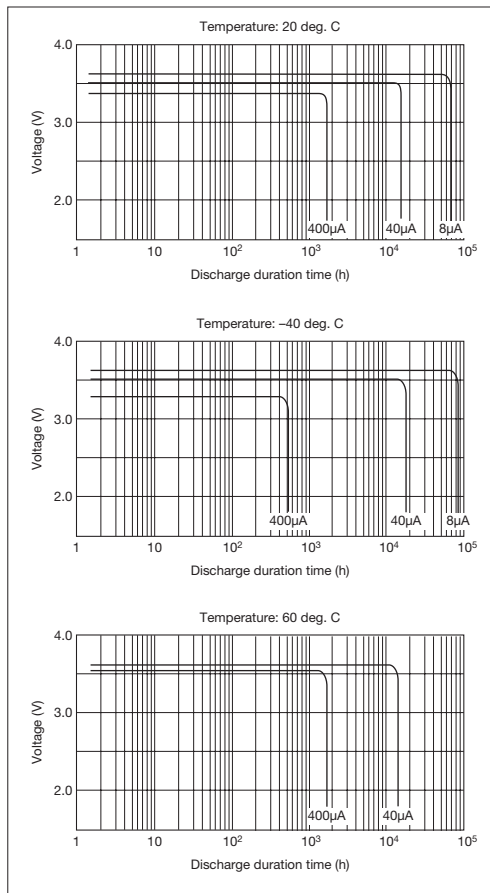 Temperature: 20 deg. C
4.0
3.0
2.0
Voltage (V)
400µA
40µA
8µA
1
10
10²
10³
10⁴
10⁵
Discharge duration time (h)
Temperature: –40 deg. C
4.0
3.0
2.0
Voltage (V)
400µA
40µA
8µA
1
10
10²
10³
10⁴
10⁵
Discharge duration time (h)
Temperature: 60 deg. C
4.0
3.0
2.0
Voltage (V)
400µA
40µA
1
10
10²
10³
10⁴
10⁵
Discharge duration time (h)